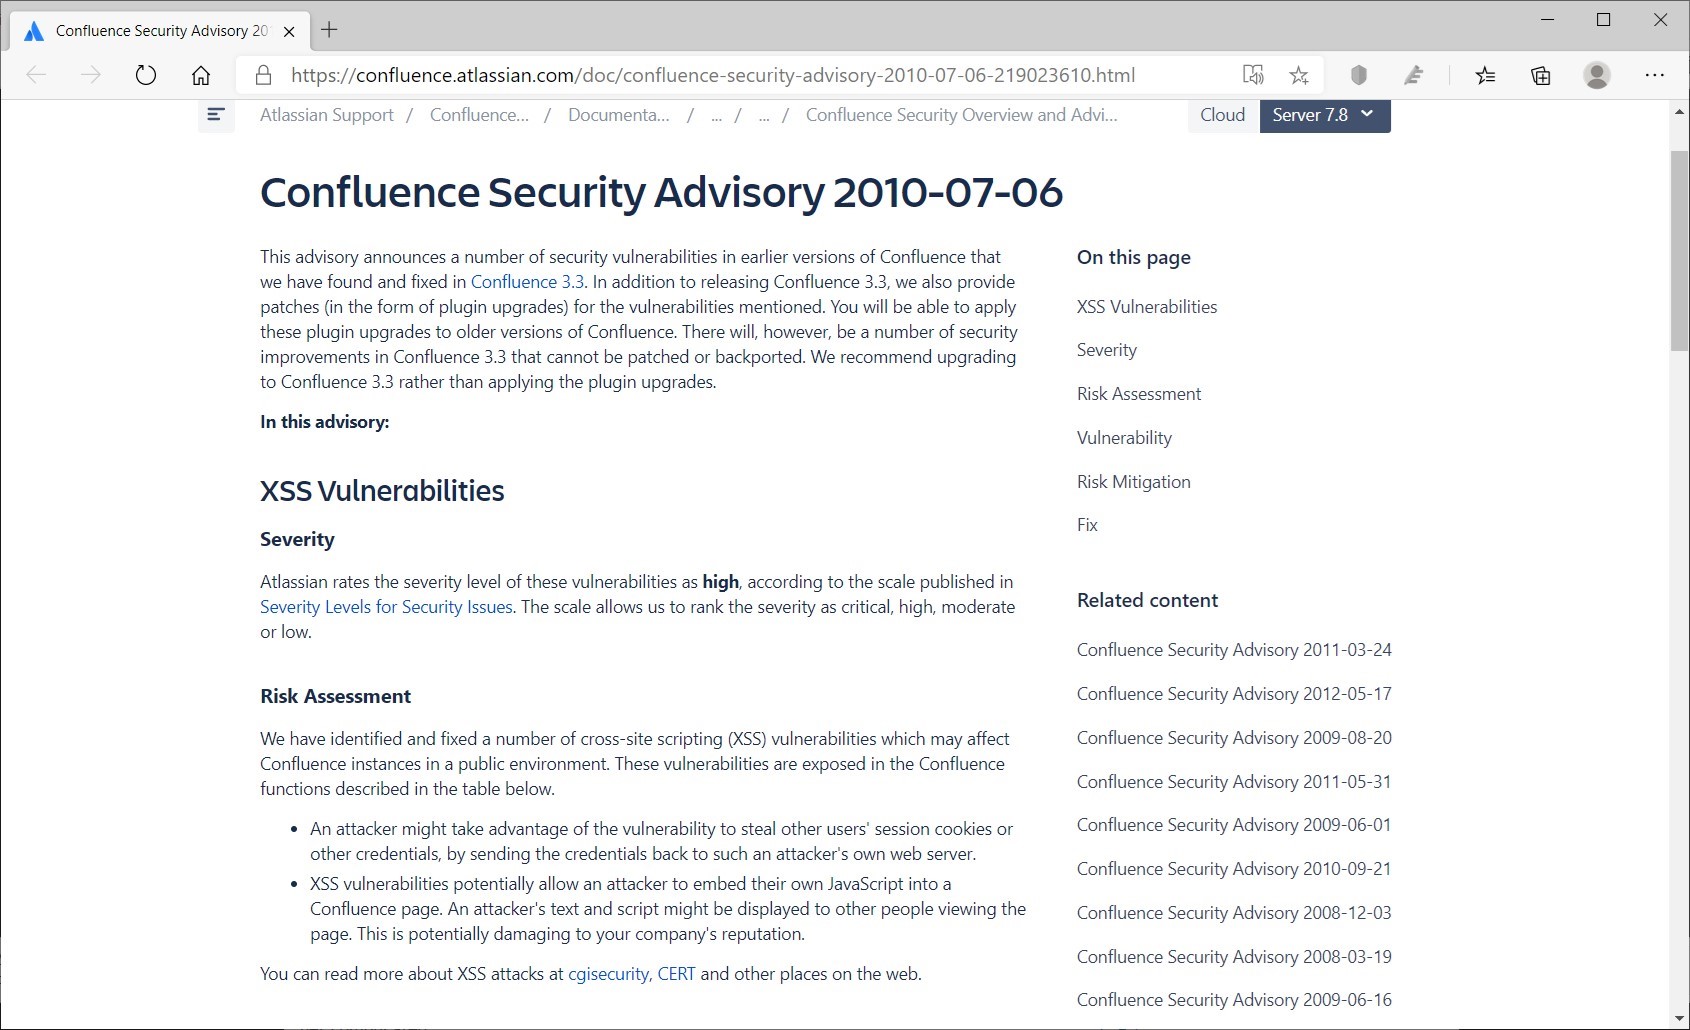 Confluence Security Advisory 20
https://confluence.atlassian.com/doc/confluence-security-advisory-2010-07-06-219023610.html
Atlassian Support / Confluence... / Documenta... / ... / ... / Confluence Security Overview and Advi...
Cloud
Server 7.8
Confluence Security Advisory 2010-07-06
This advisory announces a number of security vulnerabilities in earlier versions of Confluence that
we have found and fixed in Confluence 3.3. In addition to releasing Confluence 3.3, we also provide
patches (in the form of plugin upgrades) for the vulnerabilities mentioned. You will be able to apply
these plugin upgrades to older versions of Confluence. There will, however, be a number of security
improvements in Confluence 3.3 that cannot be patched or backported. We recommend upgrading
to Confluence 3.3 rather than applying the plugin upgrades.
In this advisory:
XSS Vulnerabilities
Severity
Atlassian rates the severity level of these vulnerabilities as high, according to the scale published in
Severity Levels for Security Issues. The scale allows us to rank the severity as critical, high, moderate
or low.
Risk Assessment
We have identified and fixed a number of cross-site scripting (XSS) vulnerabilities which may affect
Confluence instances in a public environment. These vulnerabilities are exposed in the Confluence
functions described in the table below.
• An attacker might take advantage of the vulnerability to steal other users' session cookies or
other credentials, by sending the credentials back to such an attacker's own web server.
• XSS vulnerabilities potentially allow an attacker to embed their own JavaScript into a
Confluence page. An attacker's text and script might be displayed to other people viewing the
page. This is potentially damaging to your company's reputation.
You can read more about XSS attacks at cgisecurity, CERT and other places on the web.
On this page
XSS Vulnerabilities
Severity
Risk Assessment
Vulnerability
Risk Mitigation
Fix
Related content
Confluence Security Advisory 2011-03-24
Confluence Security Advisory 2012-05-17
Confluence Security Advisory 2009-08-20
Confluence Security Advisory 2011-05-31
Confluence Security Advisory 2009-06-01
Confluence Security Advisory 2010-09-21
Confluence Security Advisory 2008-12-03
Confluence Security Advisory 2008-03-19
Confluence Security Advisory 2009-06-16